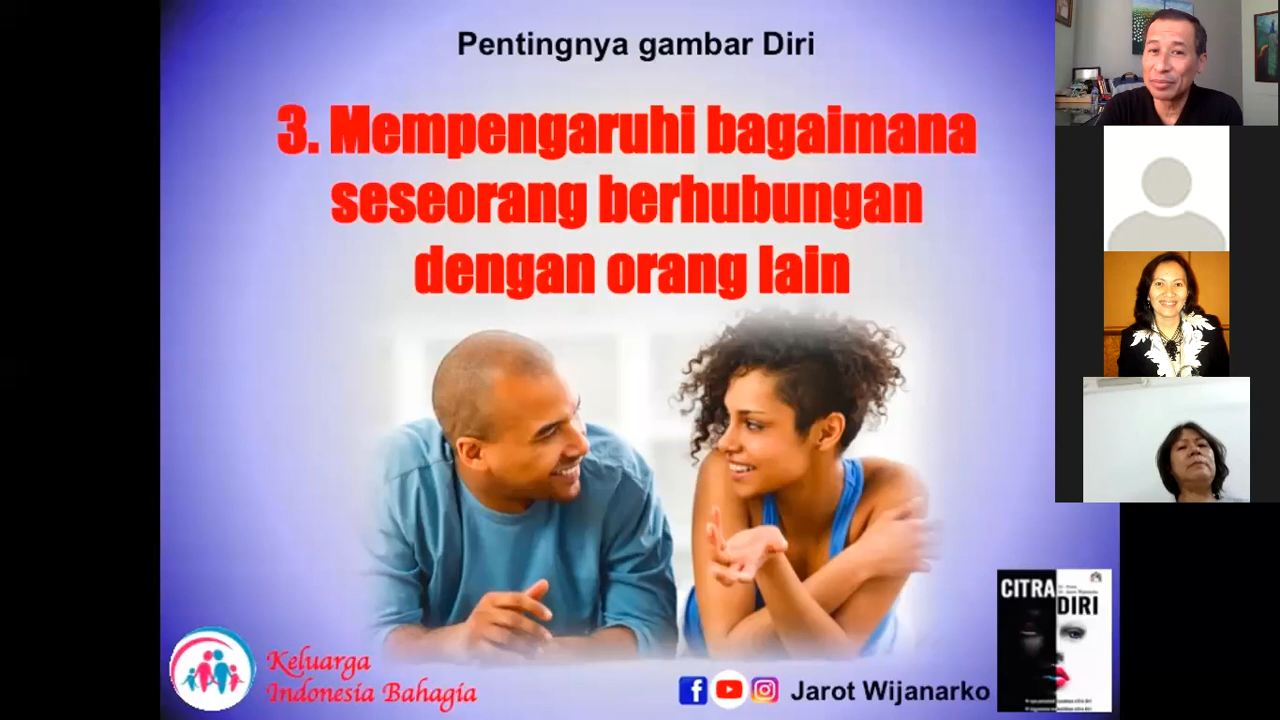 Pentingnya gambar Diri
3. Mempengaruhi bagaimana
seseorang berhubungan
dengan orang lain
Keluarga
Indonesia Bahagia
Jarot Wijanarko
CITRA
DIRI